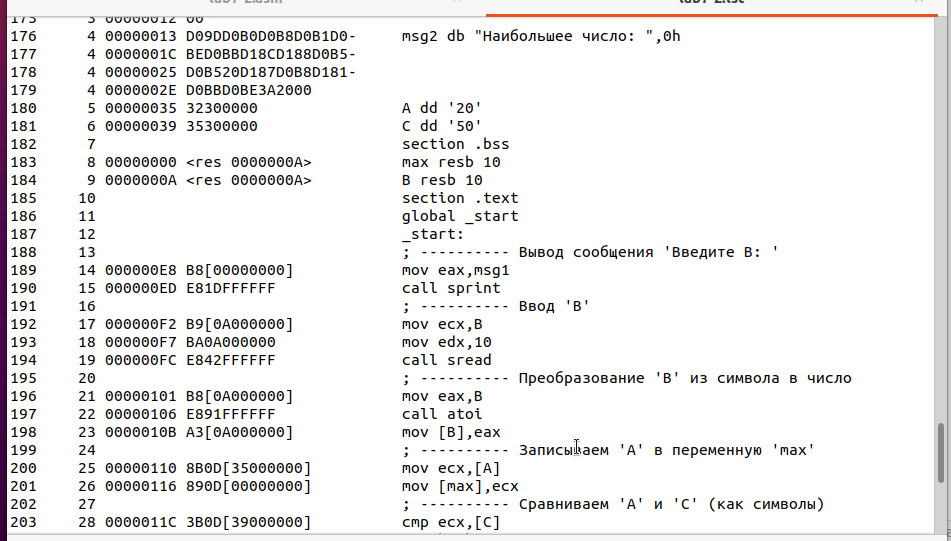 173 3 00000012 00
176 4 00000013 D09DD0B0D0B8D0B1D0- msg2 db "Наибольшее число: ",0h
177 4 0000001C BED0BBD18CD188D0B5-
178 4 00000025 D0B520D187D0B8D181-
179 4 0000002E D0BBD0BE3A2000
180 5 00000035 32300000 A dd '20'
181 6 00000039 35300000 C dd '50'
182 7 section .bss
183 8 00000000 <res 0000000A> max resb 10
184 9 0000000A <res 0000000A> B resb 10
185 10 section .text
186 11 global _start
187 12 _start:
188 13 ; ---------- Вывод сообщения 'Введите B: '
189 14 000000E8 B8[00000000] mov eax,msg1
190 15 000000ED E81DFFFFFF call sprint
191 16 ; ---------- Ввод 'B'
192 17 000000F2 B9[0A000000] mov ecx,B
193 18 000000F7 BA0A000000 mov edx,10
194 19 000000FC E842FFFFFF call sread
195 20 ; ---------- Преобразование 'B' из символа в число
196 21 00000101 B8[0A000000] mov eax,B
197 22 00000106 E891FFFFFF call atoi
198 23 0000010B A3[0A000000] mov [B],eax
199 24 ; ---------- Записываем 'A' в переменную 'max'
200 25 00000110 8B0D[35000000] mov ecx,[A]
201 26 00000116 890D[00000000] mov [max],ecx
202 27 ; ---------- Сравниваем 'A' и 'С' (как символы)
203 28 0000011C 3B0D[39000000] cmp ecx,[C]